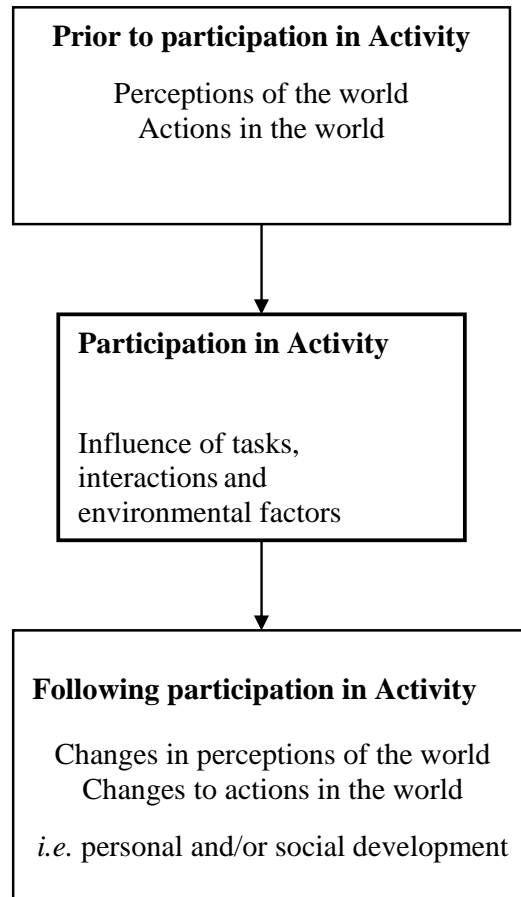 Prior to participation in Activity
Perceptions of the world
Actions in the world
Participation in Activity
Influence of tasks,
interactions and
environmental factors
Following participation in Activity
Changes in perceptions of the world
Changes to actions in the world
i.e. personal and/or social development